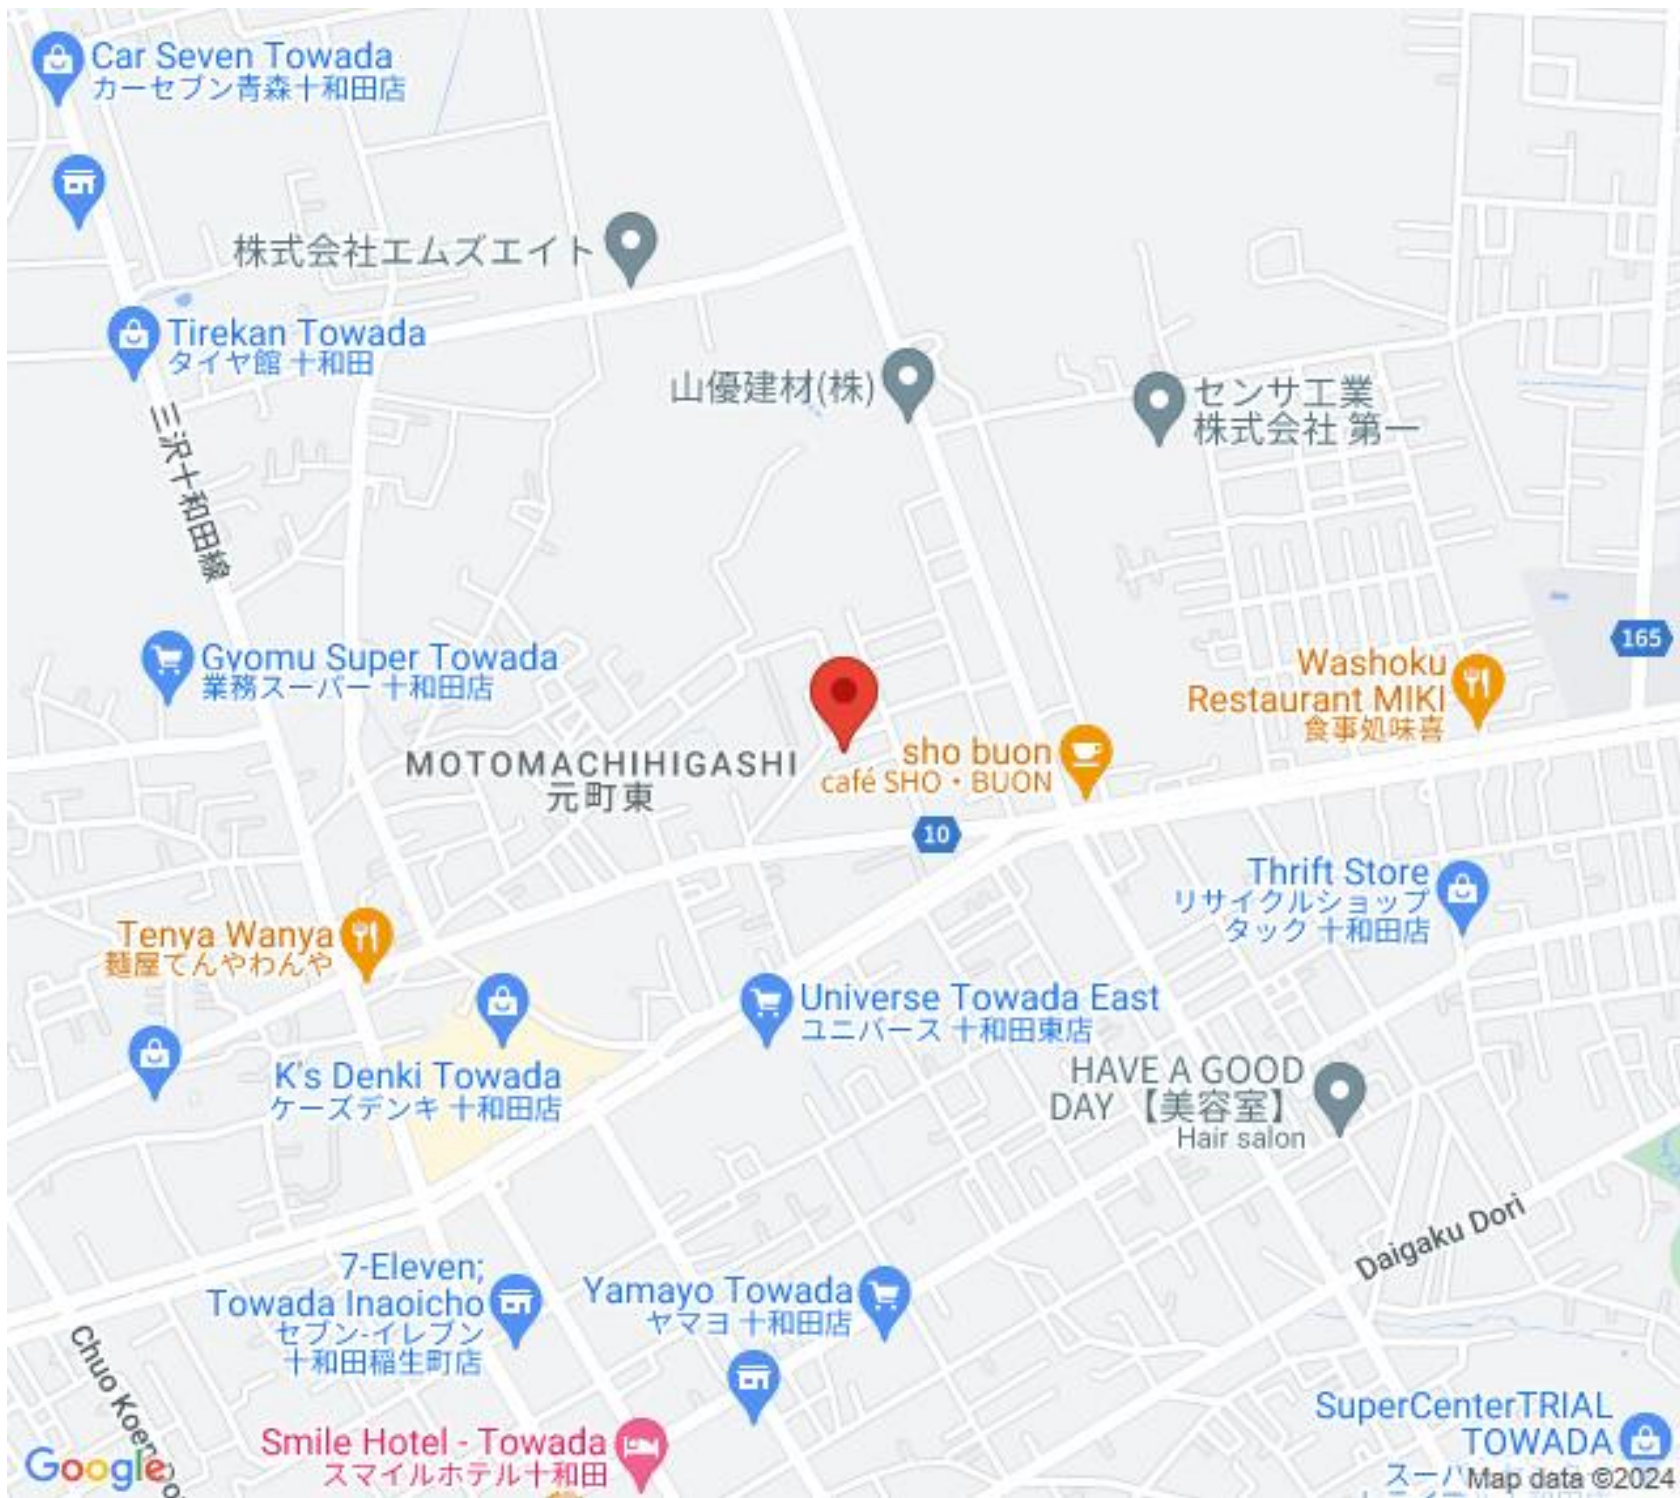 Car Seven Towada
カーセブン青森十和田店
株式会社エムズエイト
Tirekan Towada
タイヤ館 十和田
山優建材(株)
センサ工業
株式会社 第一
三沢十和田線
Gyomu Super Towada
業務スーパー 十和田店
165
Washoku
Restaurant MIKI
食事処味喜
MOTOMACHIHIGASHI
元町東
sho buon
café SHO・BUON
10
Thrift Store
リサイクルショップ
タック 十和田店
Tenya Wanya
麺屋てんやわんや
Universe Towada East
ユニバース 十和田東店
K's Denki Towada
ケーズデンキ 十和田店
HAVE A GOOD
DAY 【美容室】
Hair salon
Daigaku Dori
7-Eleven;
Towada Inaoicho
セブン-イレブン
十和田稲生町店
Yamayo Towada
ヤマヨ 十和田店
Chuo
Smile Hotel - Towada
スマイルホテル十和田
SuperCenterTRIAL
TOWADA
Google
Map data ©2024